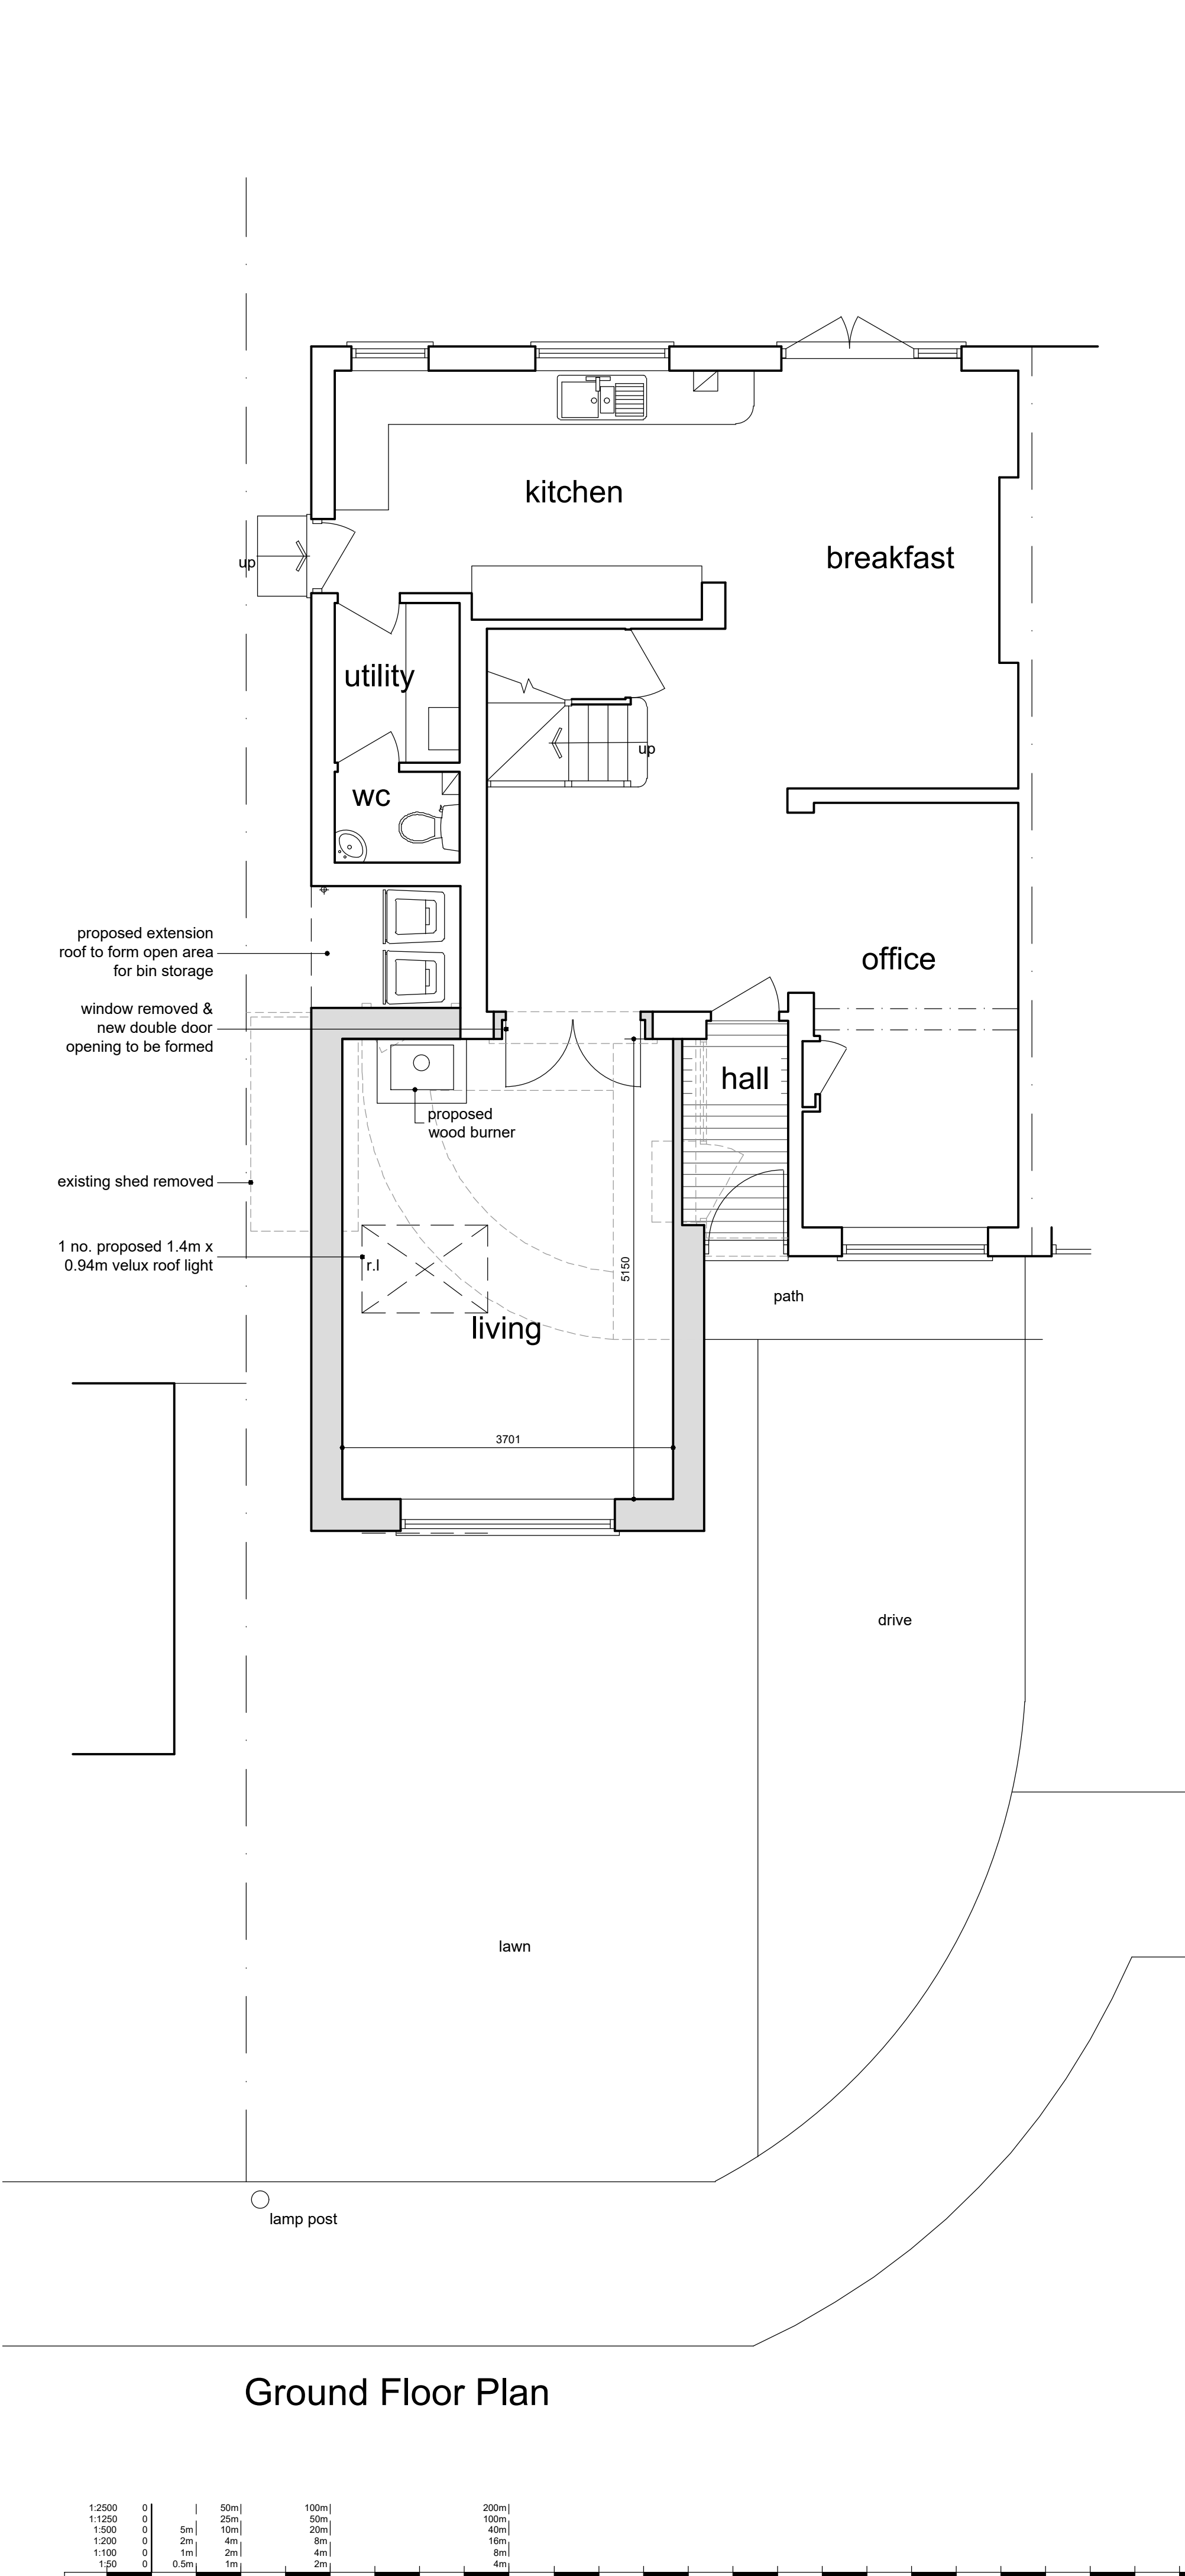 kitchen
breakfast
up
utility
up
wc
proposed extension
roof to form open area
for bin storage
office
window removed &
new double door
opening to be formed
hall
proposed
wood burner
existing shed removed
1 no. proposed 1.4m x
0.94m velux roof light
r.l
5150
path
living
3701
drive
lawn
lamp post
Ground Floor Plan
1:2500 0 50m 100m 200m
1:1250 0 25m 50m 100m
1:500 0 5m 10m 20m 40m
1:200 0 2m 4m 8m 16m
1:100 0 1m 2m 4m 8m
1:50 0 0.5m 1m 2m 4m